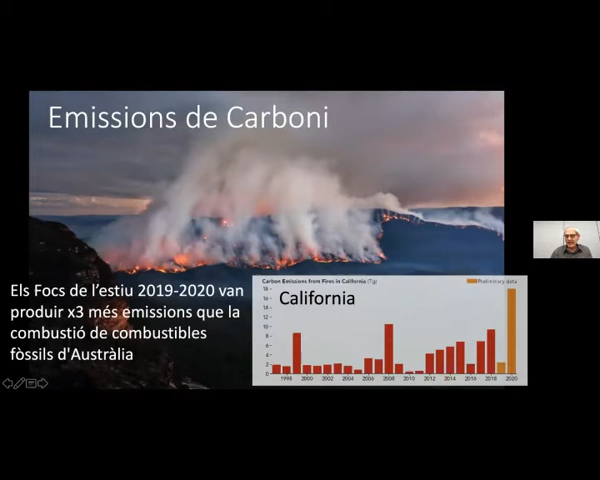 Emissions de Carboni
Els Focs de l'estiu 2019-2020 van
produir x3 més emissions que la
combustió de combustibles
fòssils d'Austràlia
Carbon Emissions from Fires in California (Tg)
Preliminary data
California
18
16
14
12
10
8
6
4
2
0
1998 2000 2002 2004 2006 2008 2010 2012 2014 2016 2018 2020